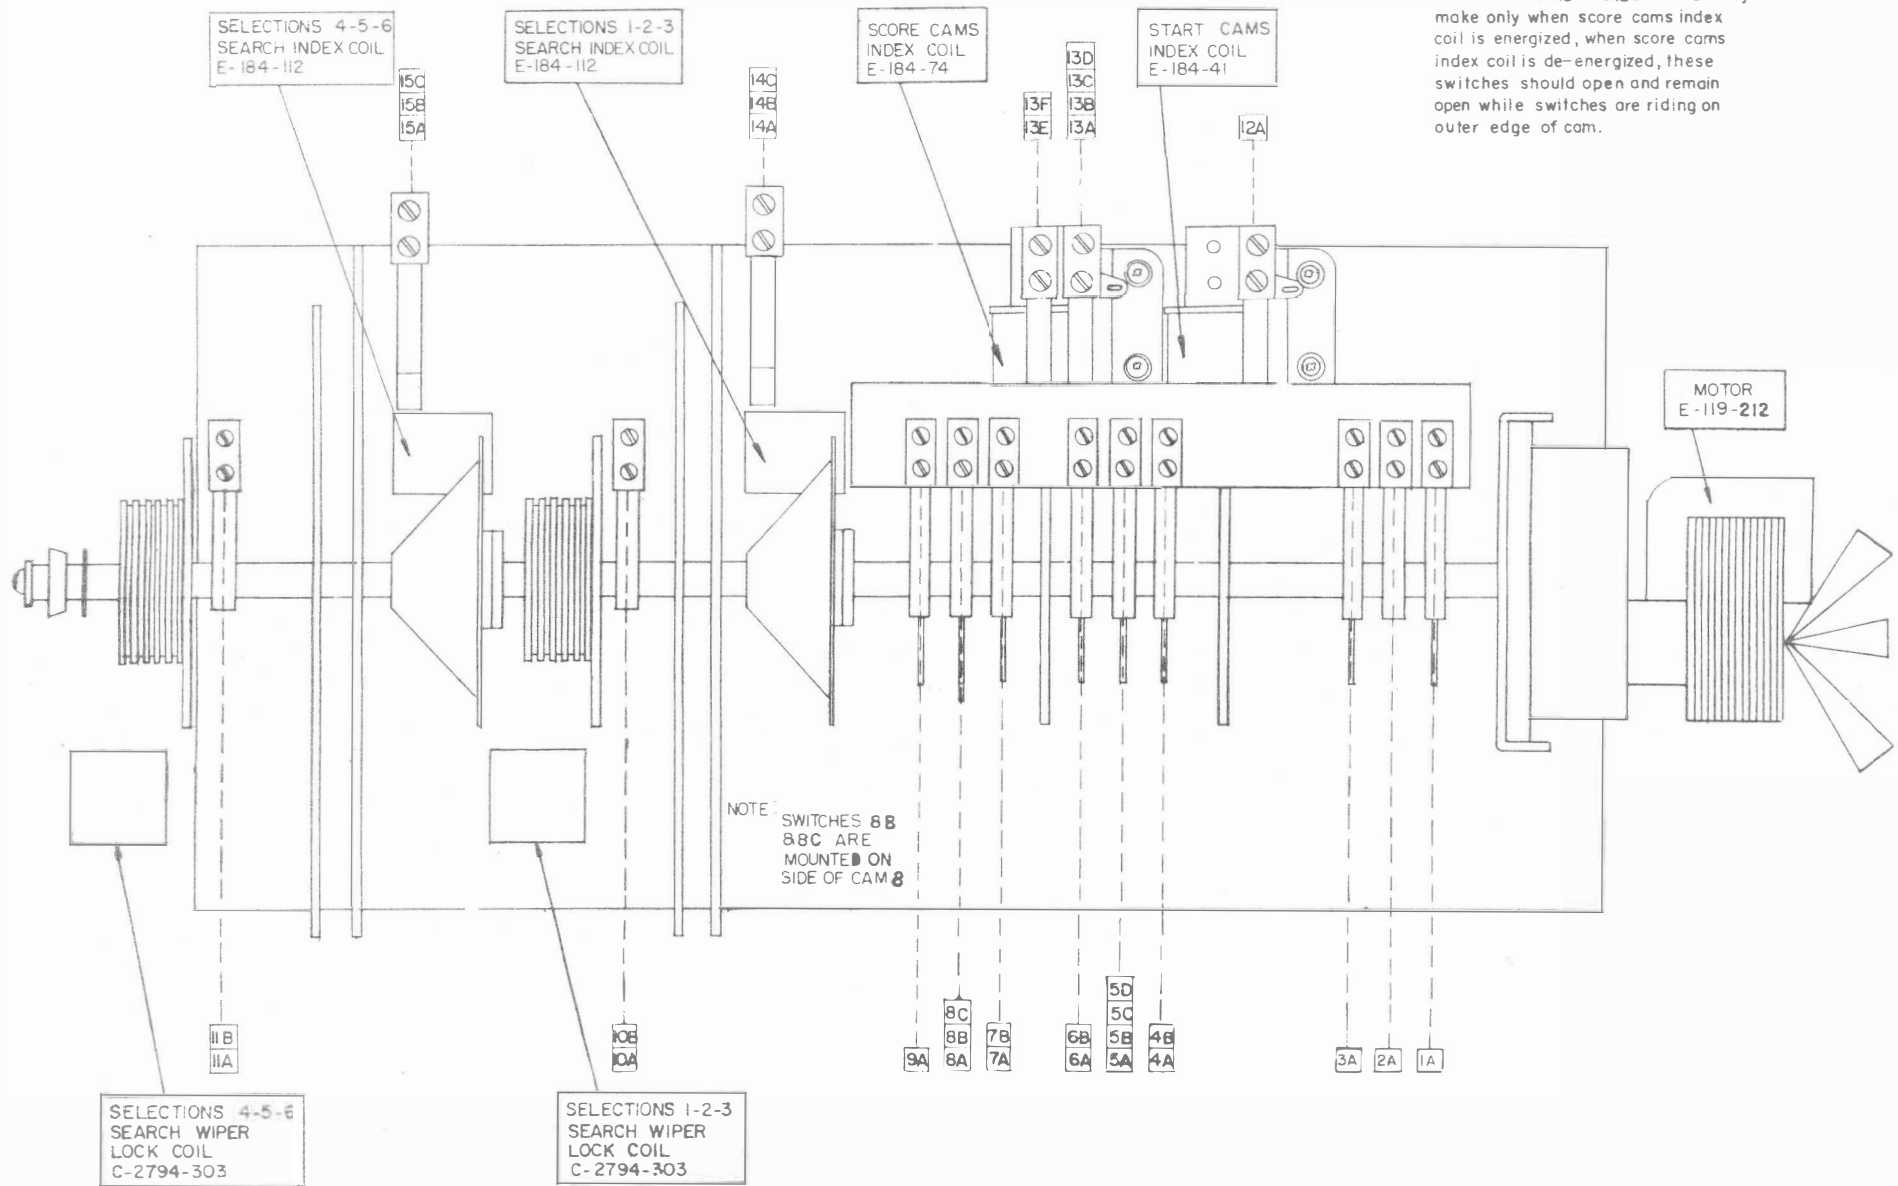 SELECTIONS 4-5-6
SEARCH INDEX COIL
E-184-112
SELECTIONS 1-2-3
SEARCH INDEX COIL
E-184-112
SCORE CAMS
INDEX COIL
E-184-74
START CAMS
INDEX COIL
E-184-41
make only when score cams index
coil is energized, when score cams
index coil is de-energized, these
switches should open and remain
open while switches are riding on
outer edge of cam.
15C
15B
15A
14C
14B
14A
13F
13E
13D
13C
13B
13A
12A
MOTOR
E-119-212
NOTE:
SWITCHES 8B
&8C ARE
MOUNTED ON
SIDE OF CAM 8
11B
11A
10B
10A
9A
8C
8B
8A
7B
7A
6B
6A
5D
5C
5B
5A
4B
4A
3A
2A
1A
SELECTIONS 4-5-6
SEARCH WIPER
LOCK COIL
C-2794-303
SELECTIONS 1-2-3
SEARCH WIPER
LOCK COIL
C-2794-303